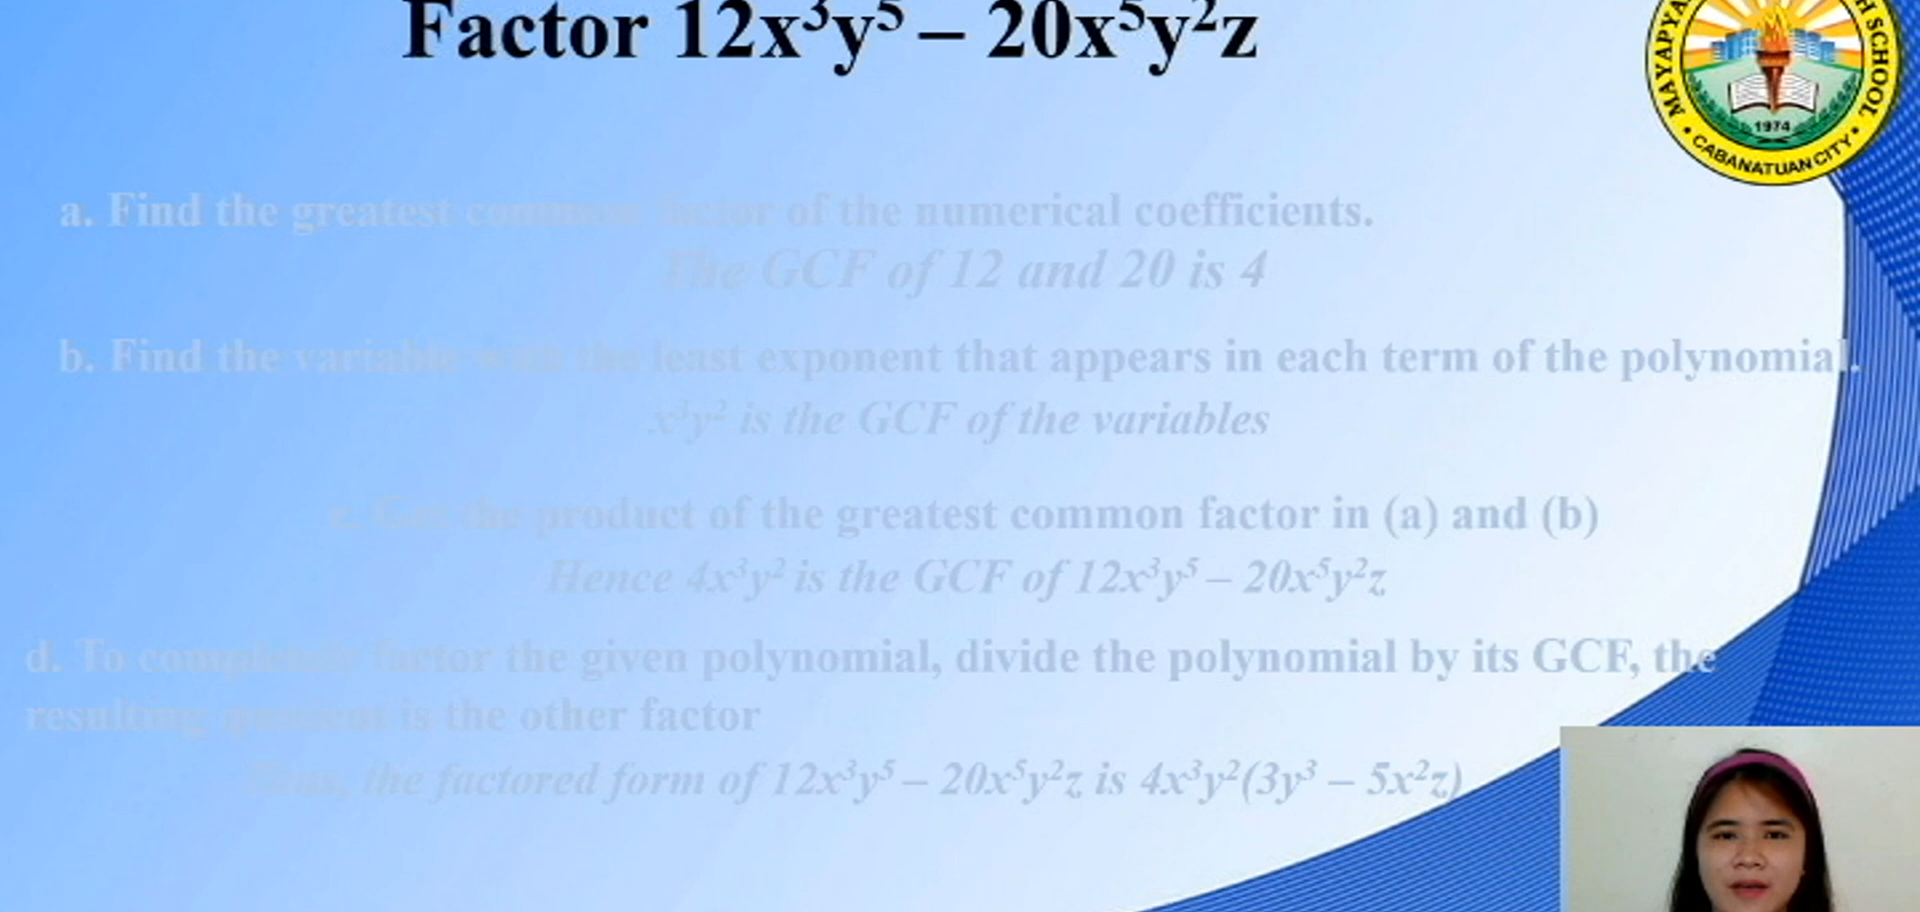 Factor 12x³y⁵ – 20x⁵y²z
MAYAPYA H SCHOOL
1974
CABANATUAN CITY
a. Find the greatest common factor of the numerical coefficients.
The GCF of 12 and 20 is 4
b. Find the variable with the least exponent that appears in each term of the polynomial.
x³y² is the GCF of the variables
c. Get the product of the greatest common factor in (a) and (b)
Hence 4x³y² is the GCF of 12x³y⁵ – 20x⁵y²z
d. To completely factor the given polynomial, divide the polynomial by its GCF, the
resulting quotient is the other factor
Thus, the factored form of 12x³y⁵ – 20x⁵y²z is 4x³y²(3y³ – 5x²z)